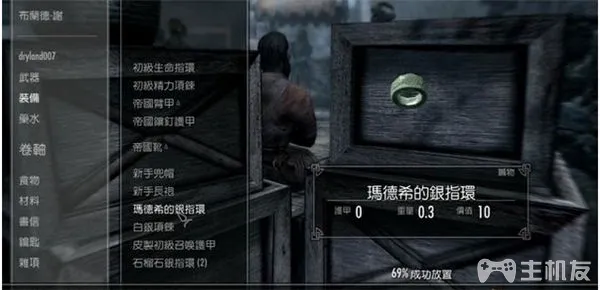 布蘭德·謝
dryland007
武器
裝備
藥水
卷軸
食物
材料
書信
鑰匙
雜項
初級生命指環
初級精力項鍊
帝國臂甲
帝國鑲釘護甲
帝國靴
新手兜帽
新手長袍
瑪德希的銀指環
白銀項鍊
皮製初級召喚護甲
石榴石銀指環 (2)
贓物
瑪德希的銀指環
護甲 0 重量 0.3 價值 10
69% 成功放置
主机友